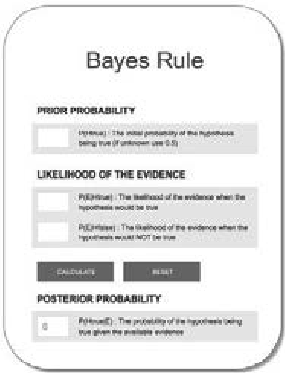 Bayes Rule
PRIOR PROBABILITY
P(Htrue) : The initial probability of the hypothesis
being true (if unknown use 0.5)
LIKELIHOOD OF THE EVIDENCE
P(E|Htrue) : The likelihood of the evidence when the
hypothesis would be true
P(E|Hfalse) : The likelihood of the evidence when the
hypothesis would NOT be true
CALCULATE RESET
POSTERIOR PROBABILITY
0 P(Htrue|E) : The probability of the hypothesis being
true given the available evidence